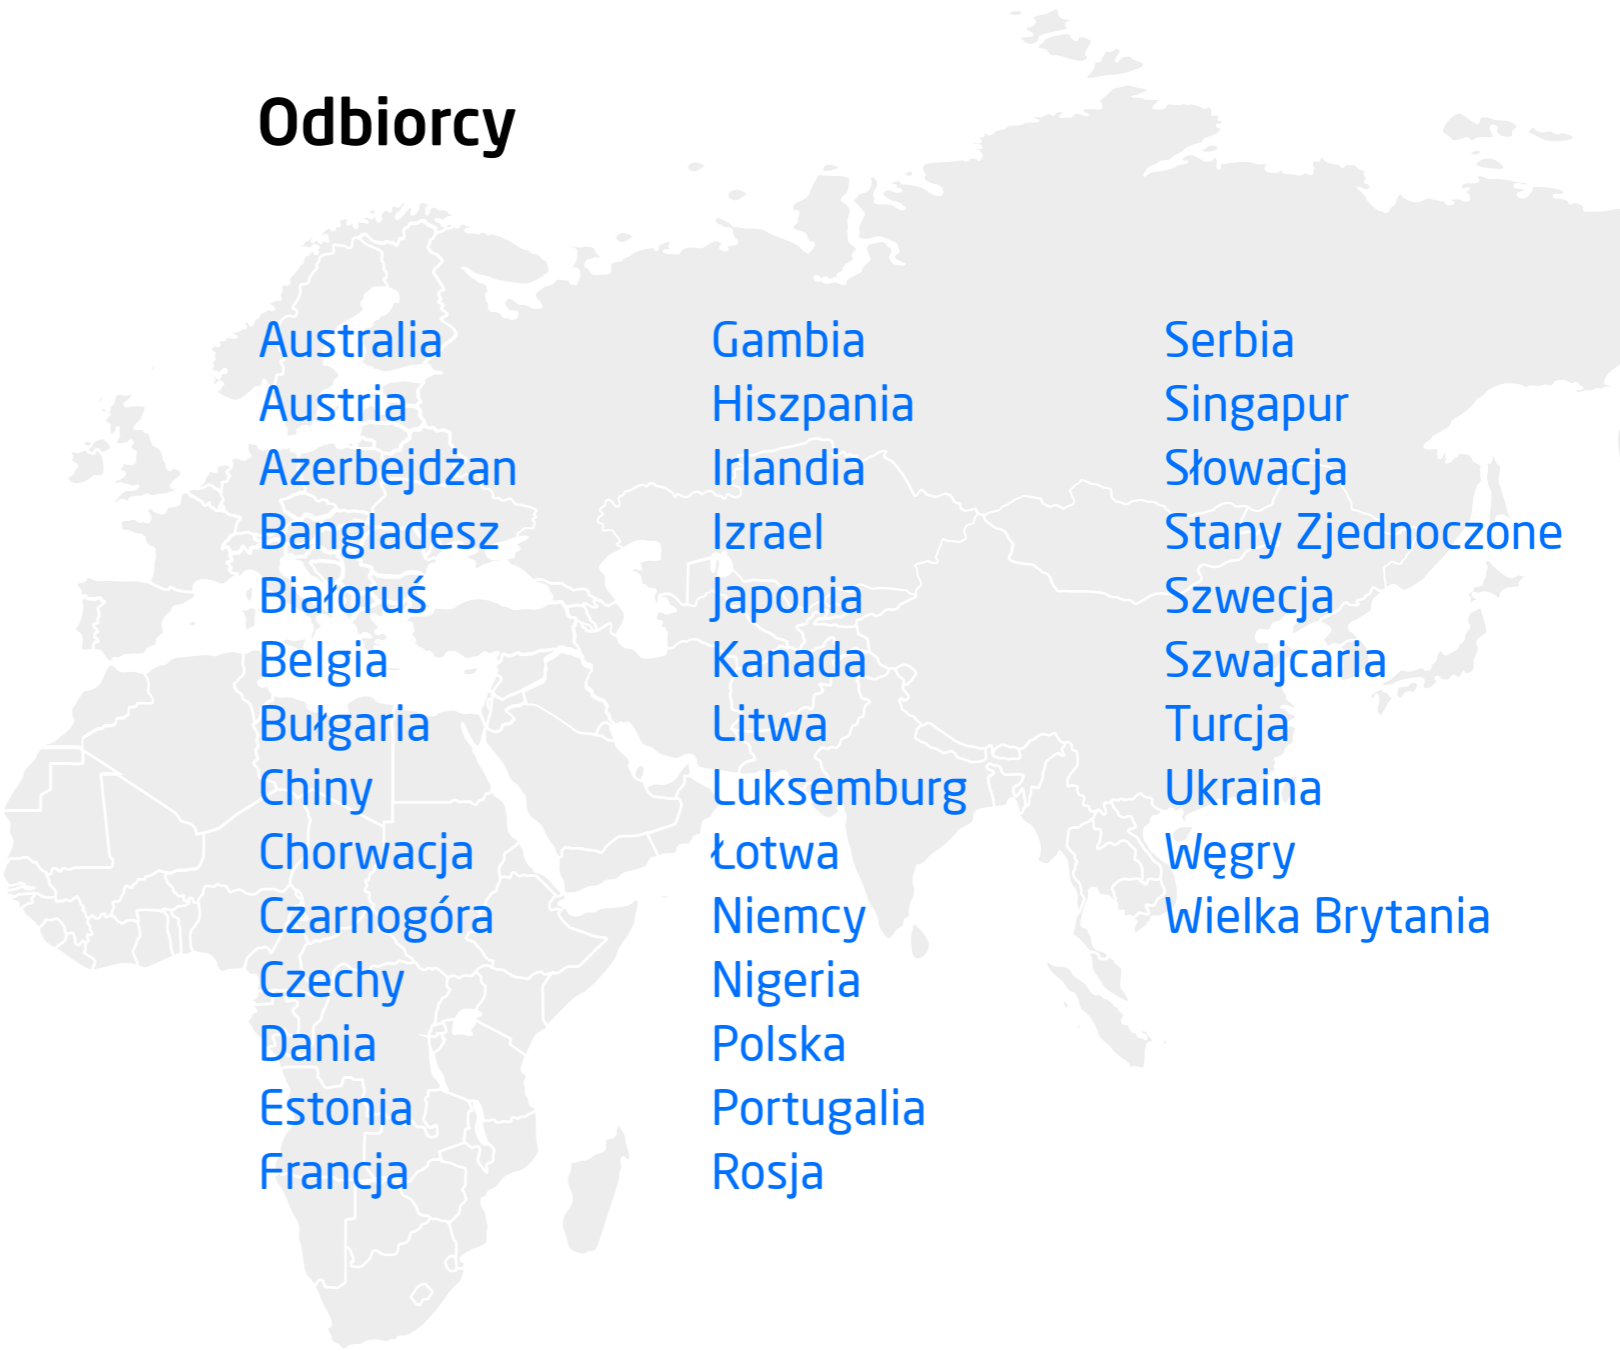 Odbiorcy
Australia
Austria
Azerbejdżan
Bangladesz
Białoruś
Belgia
Bułgaria
Chiny
Chorwacja
Czarnogóra
Czechy
Dania
Estonia
Francja
Gambia
Hiszpania
Irlandia
Izrael
Japonia
Kanada
Litwa
Luksemburg
Łotwa
Niemcy
Nigeria
Polska
Portugalia
Rosja
Serbia
Singapur
Słowacja
Stany Zjednoczone
Szwecja
Szwajcaria
Turcja
Ukraina
Węgry
Wielka Brytania